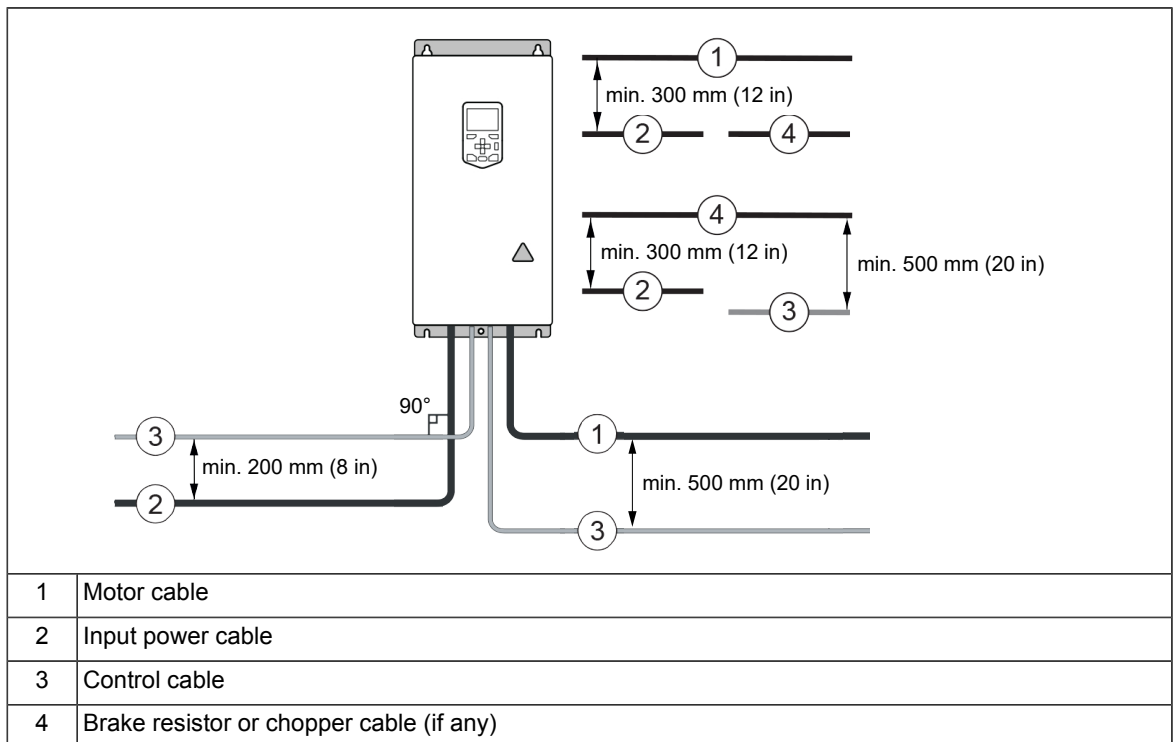 1
min. 300 mm (12 in)
2 4
4
min. 300 mm (12 in)
min. 500 mm (20 in)
2
3
90°
3
1
min. 200 mm (8 in)
min. 500 mm (20 in)
2
3
1 Motor cable
2 Input power cable
3 Control cable
4 Brake resistor or chopper cable (if any)